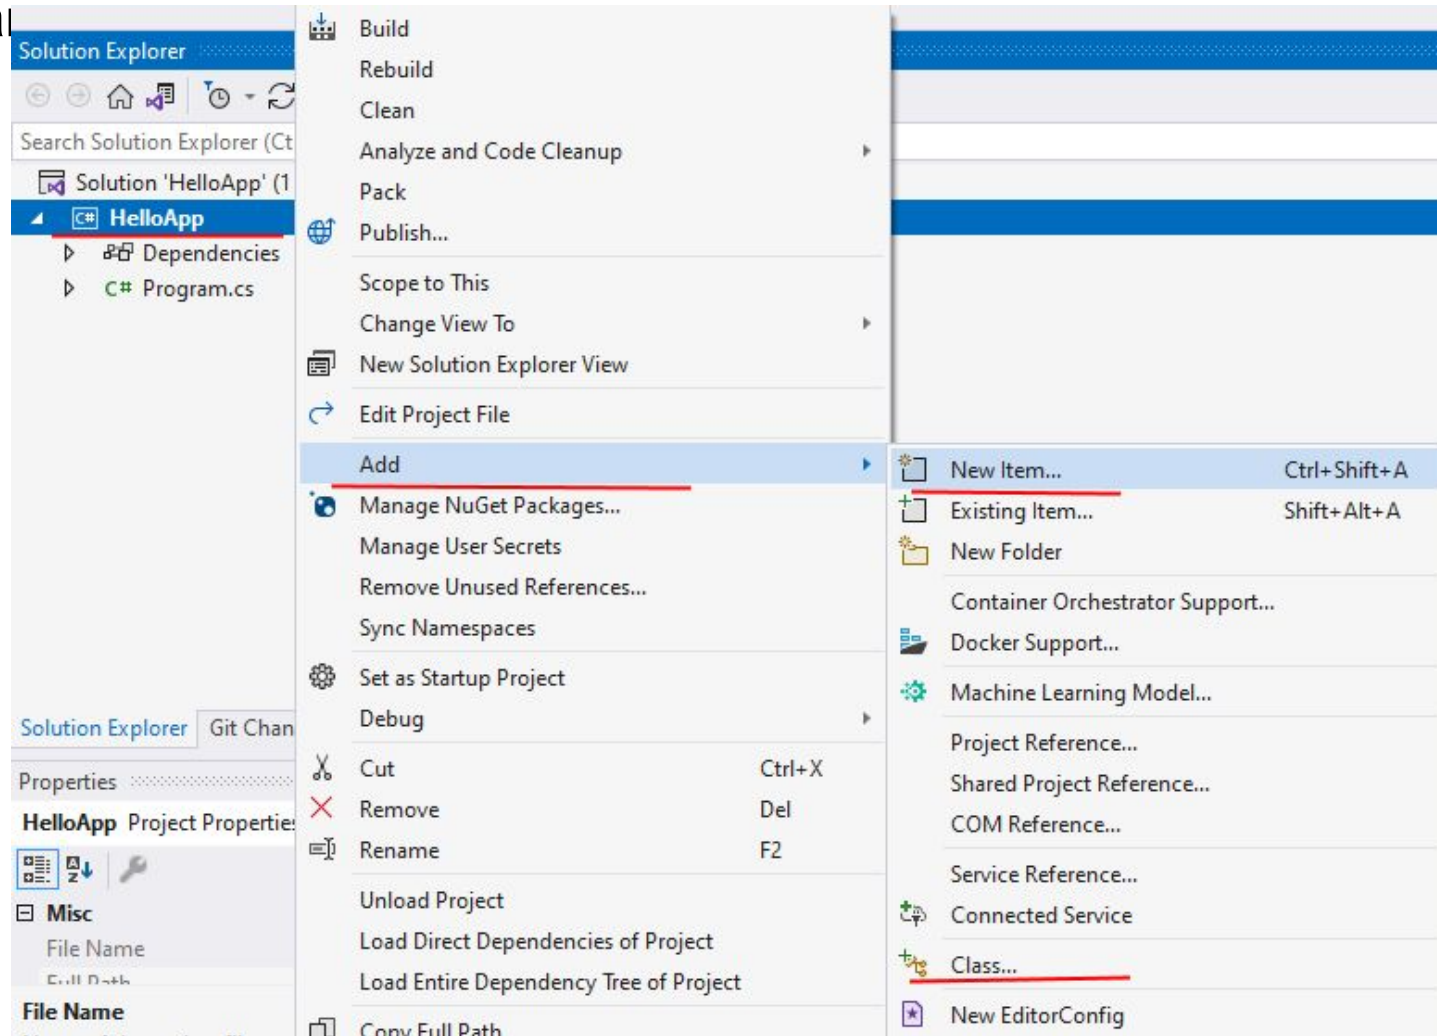 Solution Explorer
Search Solution Explorer (Ct
Solution 'HelloApp' (1
C# HelloApp
Dependencies
C# Program.cs
Solution Explorer Git Chan
Properties
HelloApp Project Properties
Misc
File Name
Full Path
File Name
Build
Rebuild
Clean
Analyze and Code Cleanup
Pack
Publish...
Scope to This
Change View To
New Solution Explorer View
Edit Project File
Add
Manage NuGet Packages...
Manage User Secrets
Remove Unused References...
Sync Namespaces
Set as Startup Project
Debug
Cut Ctrl+X
Remove Del
Rename F2
Unload Project
Load Direct Dependencies of Project
Load Entire Dependency Tree of Project
Copy Full Path
New Item... Ctrl+Shift+A
Existing Item... Shift+Alt+A
New Folder
Container Orchestrator Support...
Docker Support...
Machine Learning Model...
Project Reference...
Shared Project Reference...
COM Reference...
Service Reference...
Connected Service
Class...
New EditorConfig